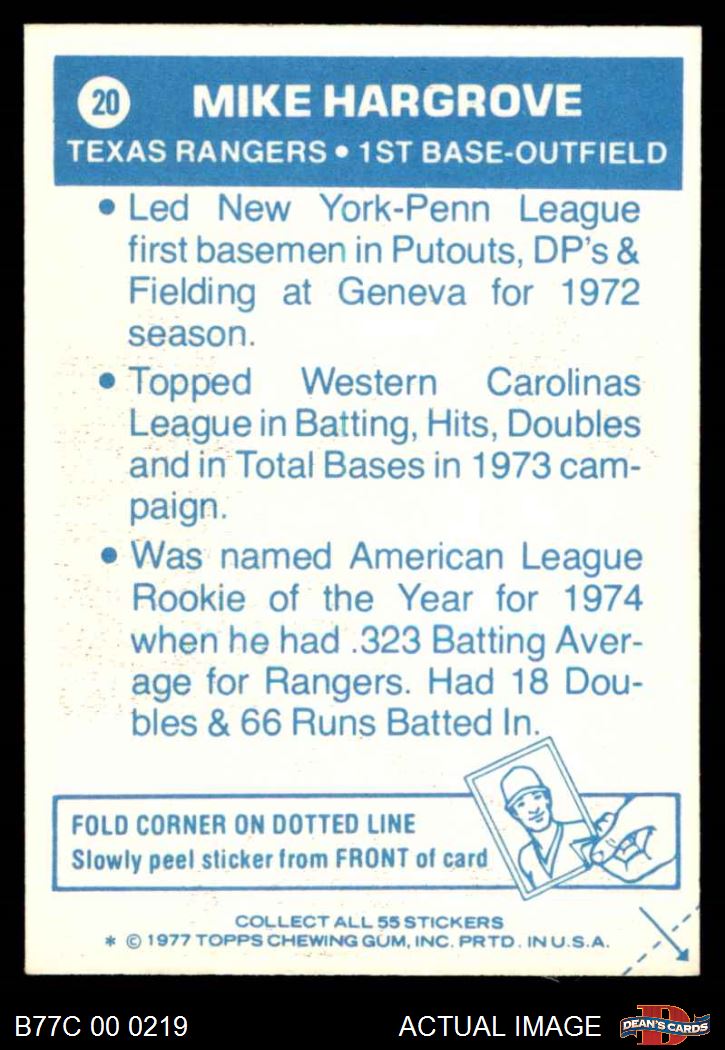 20
MIKE HARGROVE
TEXAS RANGERS • 1ST BASE-OUTFIELD
• Led New York-Penn League
first basemen in Putouts, DP's &
Fielding at Geneva for 1972
season.
• Topped Western Carolinas
League in Batting, Hits, Doubles
and in Total Bases in 1973 cam-
paign.
• Was named American League
Rookie of the Year for 1974
when he had .323 Batting Aver-
age for Rangers. Had 18 Dou-
bles & 66 Runs Batted In.
FOLD CORNER ON DOTTED LINE
Slowly peel sticker from FRONT of card
COLLECT ALL 55 STICKERS
* © 1977 TOPPS CHEWING GUM, INC. PRTD. IN U.S.A.
B77C 00 0219
ACTUAL IMAGE
D
DEAN'S CARDS